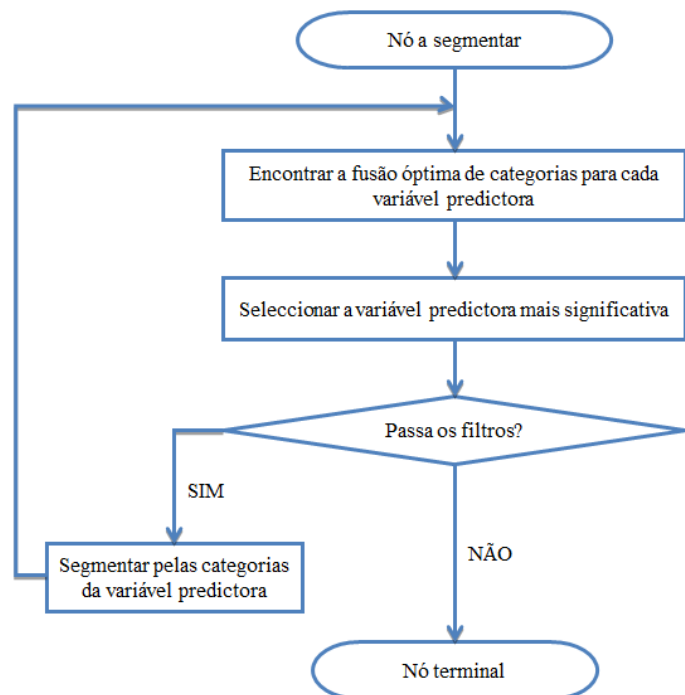 Nó a segmentar
Encontrar a fusão óptima de categorias para cada
variável predictora
Seleccionar a variável predictora mais significativa
Passa os filtros?
SIM
Segmentar pelas categorias
da variável predictora
NÃO
Nó terminal